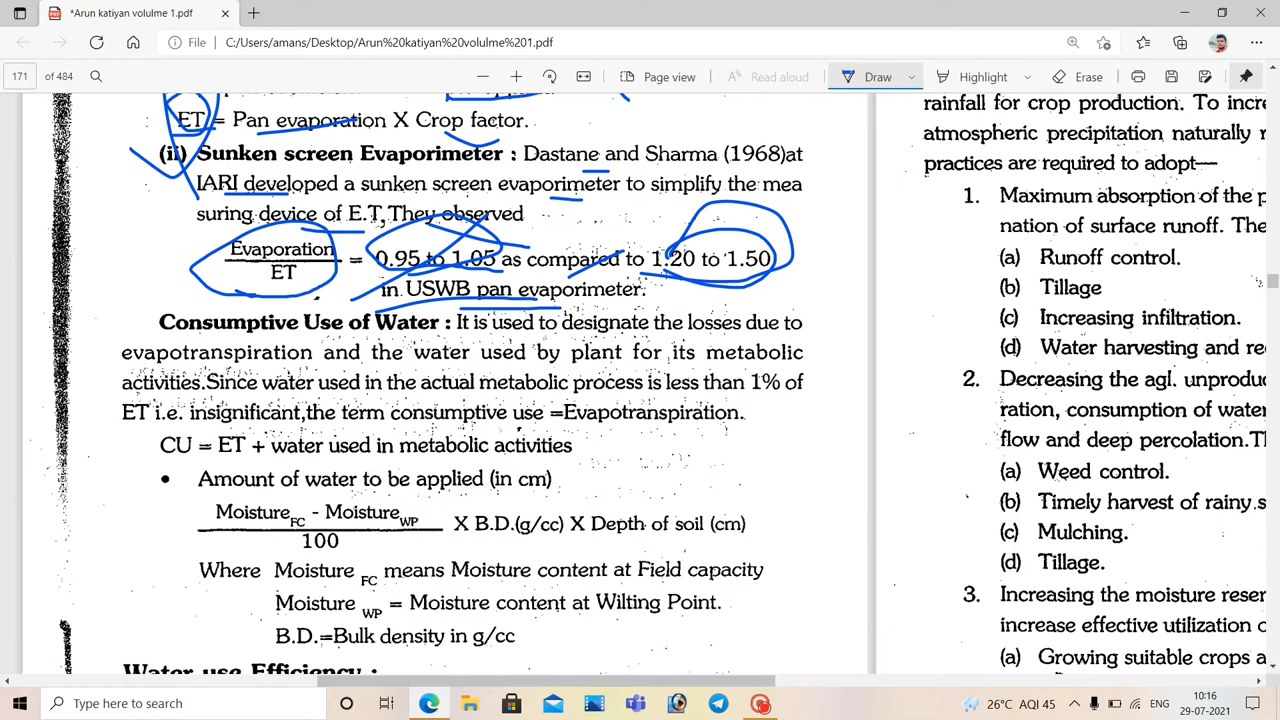 *Arun katiyan volulme 1.pdf
File C:/Users/amans/Desktop/Arun%20katiyan%20volulme%201.pdf
171 of 484 Page view Read aloud Draw Highlight Erase
ET = Pan evaporation X Crop factor.
(ii) Sunken screen Evaporimeter : Dastane and Sharma (1968)at
IARI developed a sunken screen evaporimeter to simplify the mea
suring device of E.T, They observed
Evaporation
ET
= 0.95 to 1.05 as compared to 1.20 to 1.50
in USWB pan evaporimeter.
Consumptive Use of Water : It is used to designate the losses due to
evapotranspiration and the water used by plant for its metabolic
activities.Since water used in the actual metabolic process is less than 1% of
ET i.e. insignificant,the term consumptive use =Evapotranspiration.
CU = ET + water used in metabolic activities
• Amount of water to be applied (in cm)
Moisture FC - Moisture WP
100
X B.D.(g/cc) X Depth of soil (cm)
Where Moisture FC means Moisture content at Field capacity
Moisture WP = Moisture content at Wilting Point.
B.D.=Bulk density in g/cc
Water use Efficiency :
rainfall for crop production. To incre
atmospheric precipitation naturally r
practices are required to adopt—
1. Maximum absorption of the p
nation of surface runoff. The
(a) Runoff control.
(b) Tillage
(c) Increasing infiltration.
(d) Water harvesting and re
2. Decreasing the agl. unprodu
ration, consumption of water
flow and deep percolation.T
(a) Weed control.
(b) Timely harvest of rainy s
(c) Mulching.
(d) Tillage.
3. Increasing the moisture reser
increase effective utilization o
(a) Growing suitable crops a
Type here to search
26°C AQI 45
ENG
10:16
29-07-2021